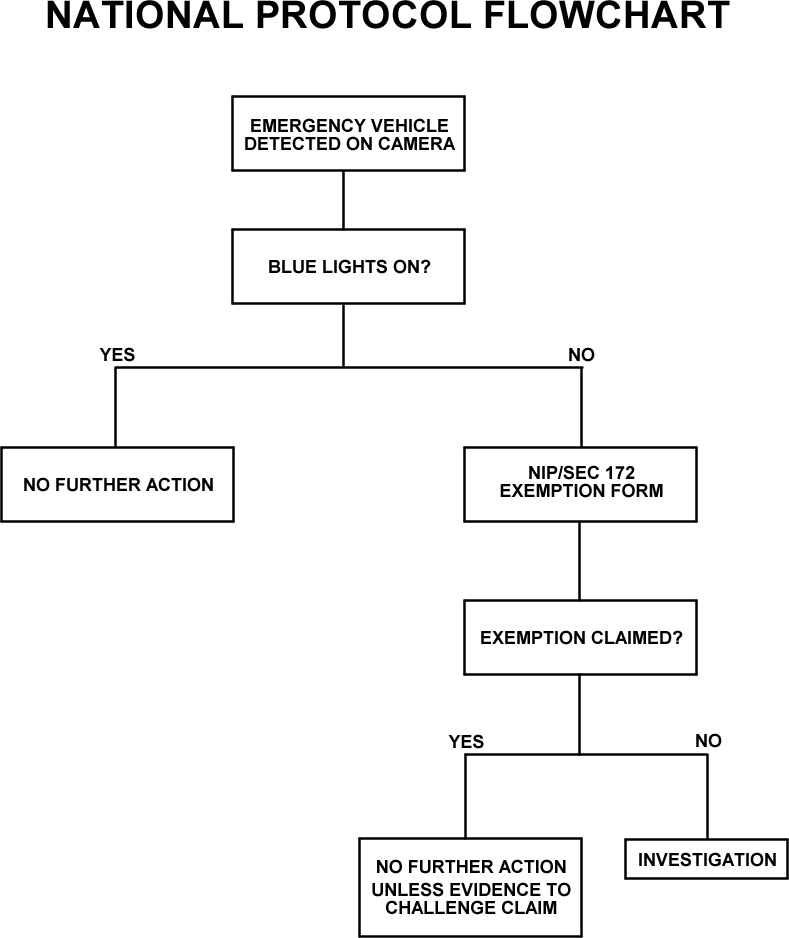 NATIONAL PROTOCOL FLOWCHART
EMERGENCY VEHICLE
DETECTED ON CAMERA
BLUE LIGHTS ON?
YES
NO
NO FURTHER ACTION
NIP/SEC 172
EXEMPTION FORM
EXEMPTION CLAIMED?
YES
NO
NO FURTHER ACTION
UNLESS EVIDENCE TO
CHALLENGE CLAIM
INVESTIGATION